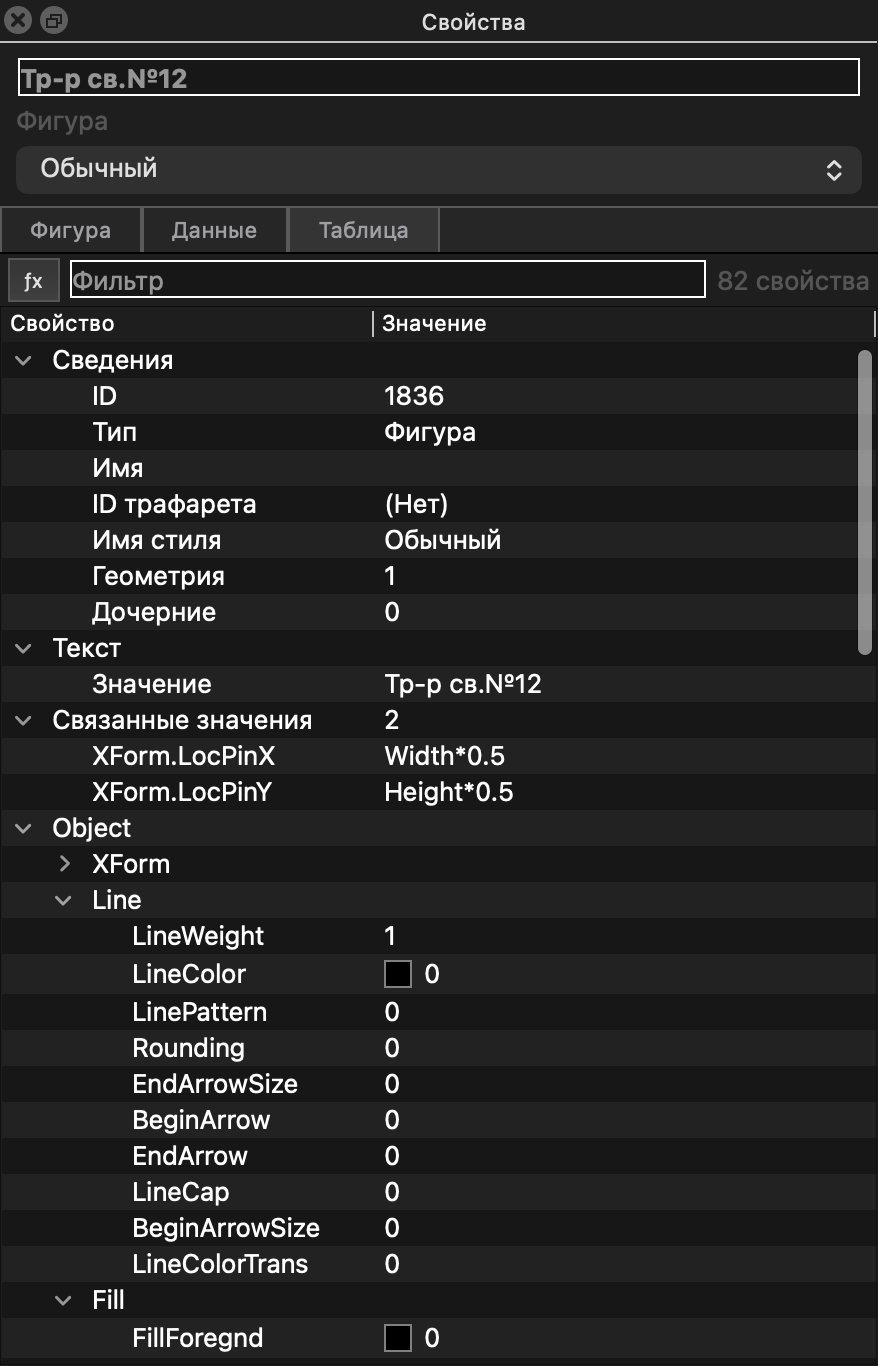 Свойства
Тр-р св.№12
Фигура
Обычный
Фигура Данные Таблица
ƒx Фильтр 82 свойства
Свойство Значение
Сведения
ID 1836
Тип Фигура
Имя
ID трафарета (Нет)
Имя стиля Обычный
Геометрия 1
Дочерние 0
Текст
Значение Тр-р св.№12
Связанные значения 2
XForm.LocPinX Width*0.5
XForm.LocPinY Height*0.5
Object
XForm
Line
LineWeight 1
LineColor 0
LinePattern 0
Rounding 0
EndArrowSize 0
BeginArrow 0
EndArrow 0
LineCap 0
BeginArrowSize 0
LineColorTrans 0
Fill
FillForegnd 0